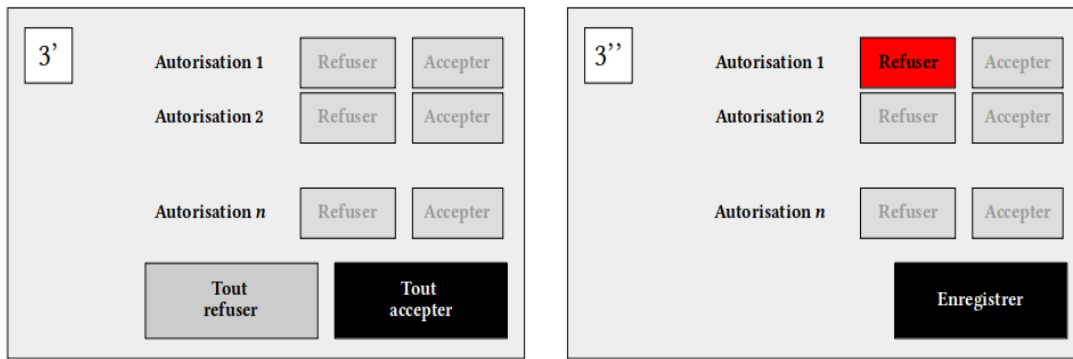 3’
Autorisation 1 Refuser Accepter
Autorisation 2 Refuser Accepter
Autorisation n Refuser Accepter
Tout
refuser
Tout
accepter
3’’
Autorisation 1 Refuser Accepter
Autorisation 2 Refuser Accepter
Autorisation n Refuser Accepter
Enregistrer